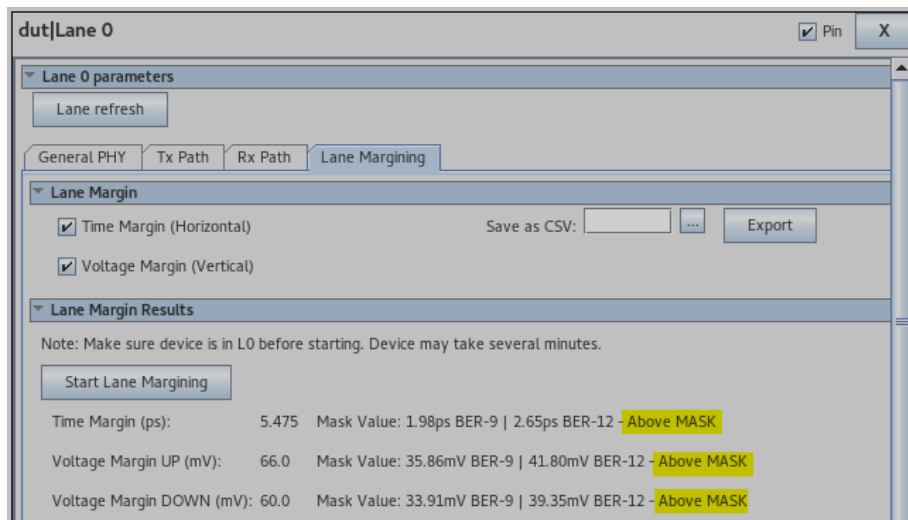 dut|Lane 0
Pin
X
Lane 0 parameters
Lane refresh
General PHY Tx Path Rx Path Lane Margining
Lane Margin
Time Margin (Horizontal) Save as CSV: ... Export
Voltage Margin (Vertical)
Lane Margin Results
Note: Make sure device is in L0 before starting. Device may take several minutes.
Start Lane Margining
Time Margin (ps): 5.475 Mask Value: 1.98ps BER-9 | 2.65ps BER-12 - Above MASK
Voltage Margin UP (mV): 66.0 Mask Value: 35.86mV BER-9 | 41.80mV BER-12 - Above MASK
Voltage Margin DOWN (mV): 60.0 Mask Value: 33.91mV BER-9 | 39.35mV BER-12 - Above MASK